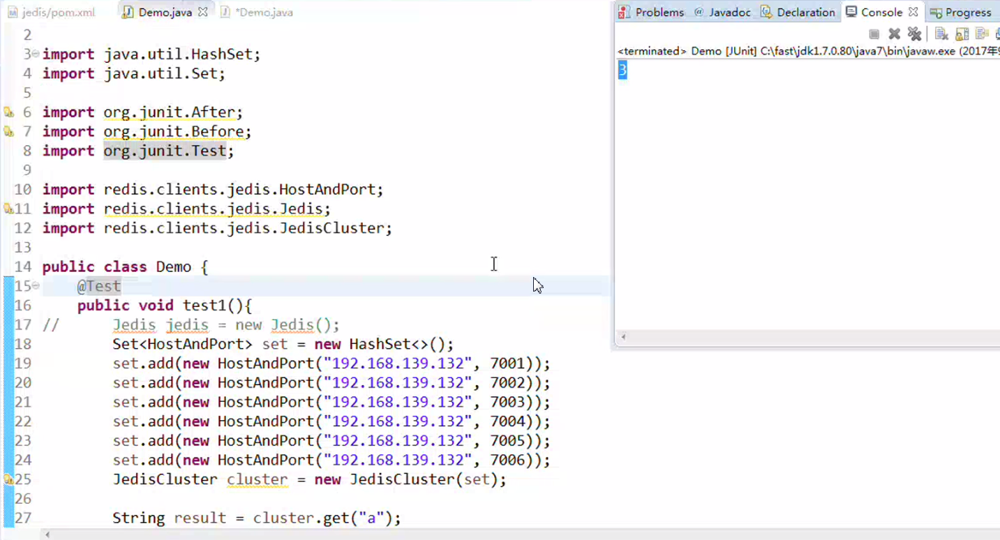 jedis/pom.xml Demo.java *Demo.java
2
3 import java.util.HashSet;
4 import java.util.Set;
5
6 import org.junit.After;
7 import org.junit.Before;
8 import org.junit.Test;
9
10 import redis.clients.jedis.HostAndPort;
11 import redis.clients.jedis.Jedis;
12 import redis.clients.jedis.JedisCluster;
13
14 public class Demo {
15 @Test
16 public void test1(){
17 // Jedis jedis = new Jedis();
18 Set<HostAndPort> set = new HashSet<>();
19 set.add(new HostAndPort("192.168.139.132", 7001));
20 set.add(new HostAndPort("192.168.139.132", 7002));
21 set.add(new HostAndPort("192.168.139.132", 7003));
22 set.add(new HostAndPort("192.168.139.132", 7004));
23 set.add(new HostAndPort("192.168.139.132", 7005));
24 set.add(new HostAndPort("192.168.139.132", 7006));
25 JedisCluster cluster = new JedisCluster(set);
26
27 String result = cluster.get("a");
Problems @ Javadoc Declaration Console Progress
<terminated> Demo [JUnit] C:\fast\jdk1.7.0.80\java7\bin\javaw.exe (2017年
3